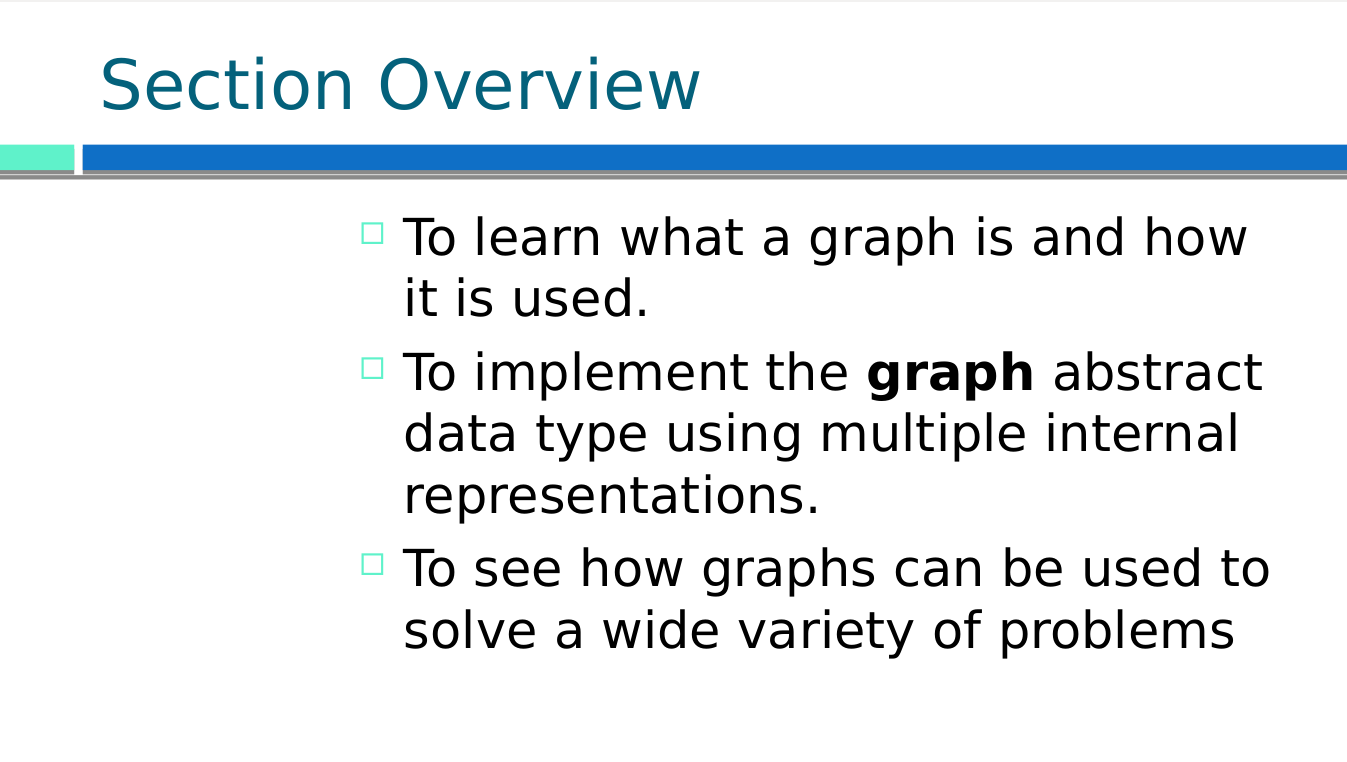 Section Overview
To learn what a graph is and how
it is used.
To implement the graph abstract
data type using multiple internal
representations.
To see how graphs can be used to
solve a wide variety of problems